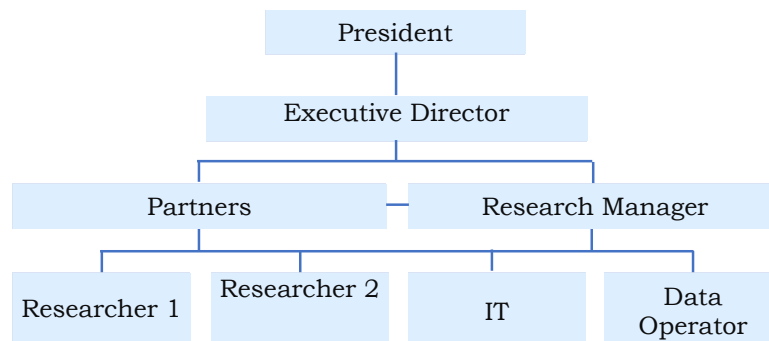 President
Executive Director
Partners
Research Manager
Researcher 1
Researcher 2
IT
Data
Operator